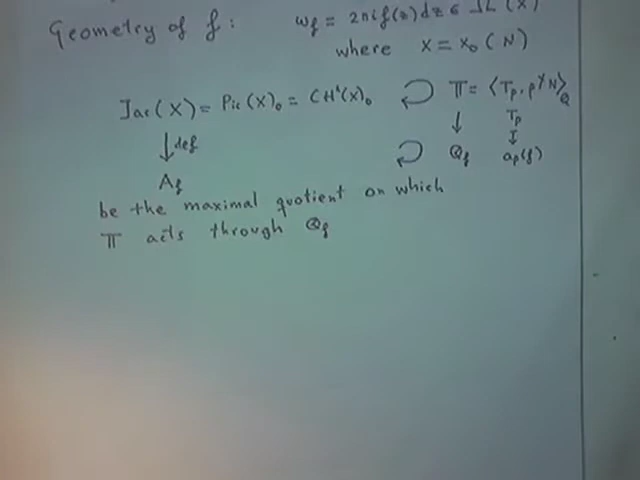 Geometry of f: ω_f = 2πi f(z) dz ∈ Ω¹(X)
where X = X₀(N)
Jac(X) = Pic(X)₀ = CH¹(X)₀ ↻ 𝕋 = ⟨T_p, p∤N⟩_ℚ
↓ def ↓ T_p
↦
A_f ↻ ℚ_f a_p(f)
be the maximal quotient on which
𝕋 acts through ℚ_f